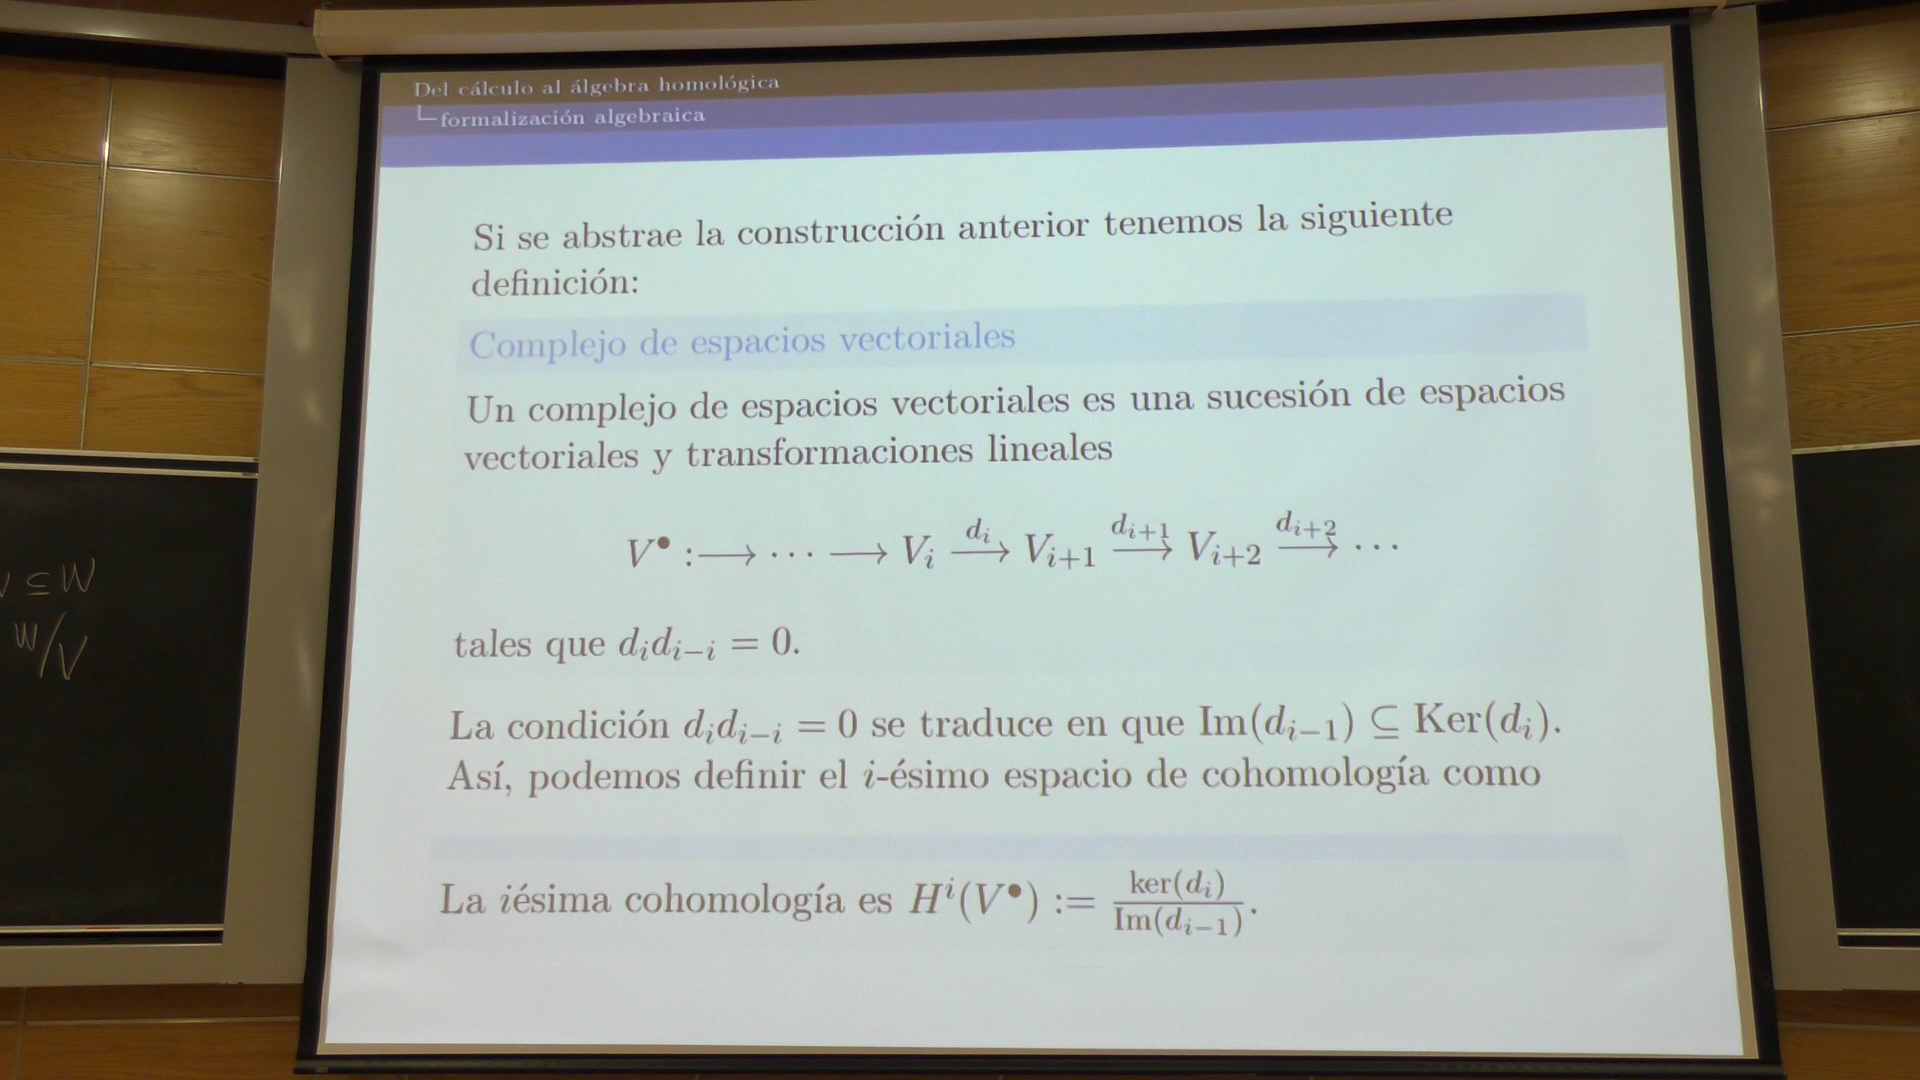 Del cálculo al álgebra homológica
formalización algebraica
Si se abstrae la construcción anterior tenemos la siguiente
definición:
Complejo de espacios vectoriales
Un complejo de espacios vectoriales es una sucesión de espacios
vectoriales y transformaciones lineales
V^• : ⟶ ⋯ ⟶ V_i \xrightarrow{d_i} V_{i+1} \xrightarrow{d_{i+1}} V_{i+2} \xrightarrow{d_{i+2}} ⋯
tales que d_i d_{i−i} = 0.
La condición d_i d_{i−i} = 0 se traduce en que Im(d_{i−1}) ⊆ Ker(d_i).
Así, podemos definir el i-ésimo espacio de cohomología como
La iésima cohomología es H^i(V^•) := \frac{ker(d_i)}{Im(d_{i−1})}.
V ⊆ W
W/V